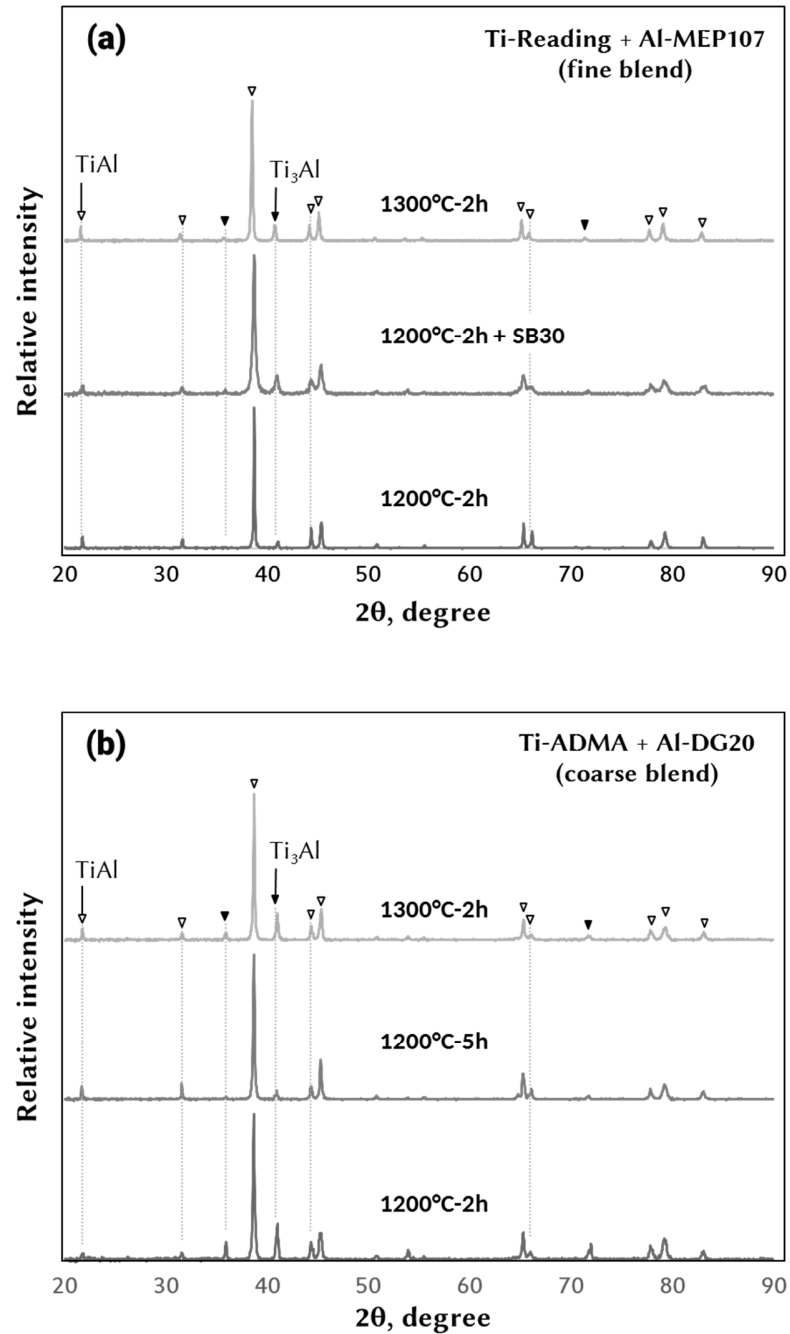 (a)
Ti-Reading + Al-MEP107
(fine blend)
TiAl
Ti₃Al
1300°C-2h
1200°C-2h + SB30
1200°C-2h
Relative intensity
20 30 40 50 60 70 80 90
2θ, degree
(b)
Ti-ADMA + Al-DG20
(coarse blend)
TiAl
Ti₃Al
1300°C-2h
1200°C-5h
1200°C-2h
Relative intensity
20 30 40 50 60 70 80 90
2θ, degree